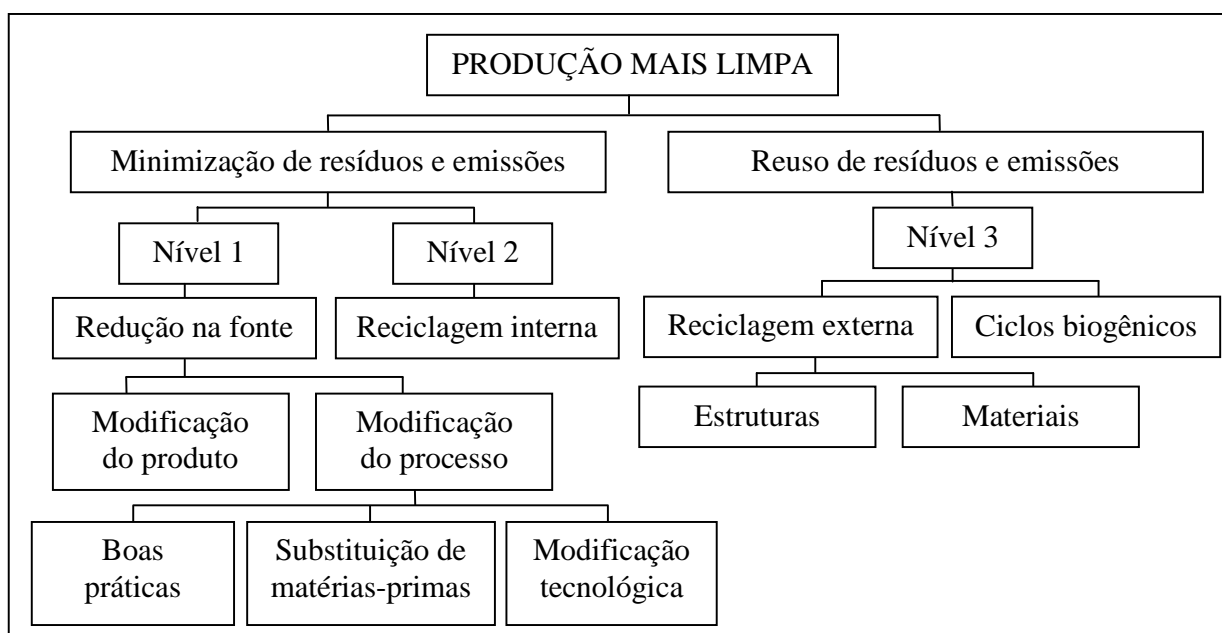 PRODUÇÃO MAIS LIMPA
Minimização de resíduos e emissões
Reuso de resíduos e emissões
Nível 1
Nível 2
Nível 3
Redução na fonte
Reciclagem interna
Reciclagem externa
Ciclos biogênicos
Modificação
do produto
Modificação
do processo
Estruturas
Materiais
Boas
práticas
Substituição de
matérias-primas
Modificação
tecnológica